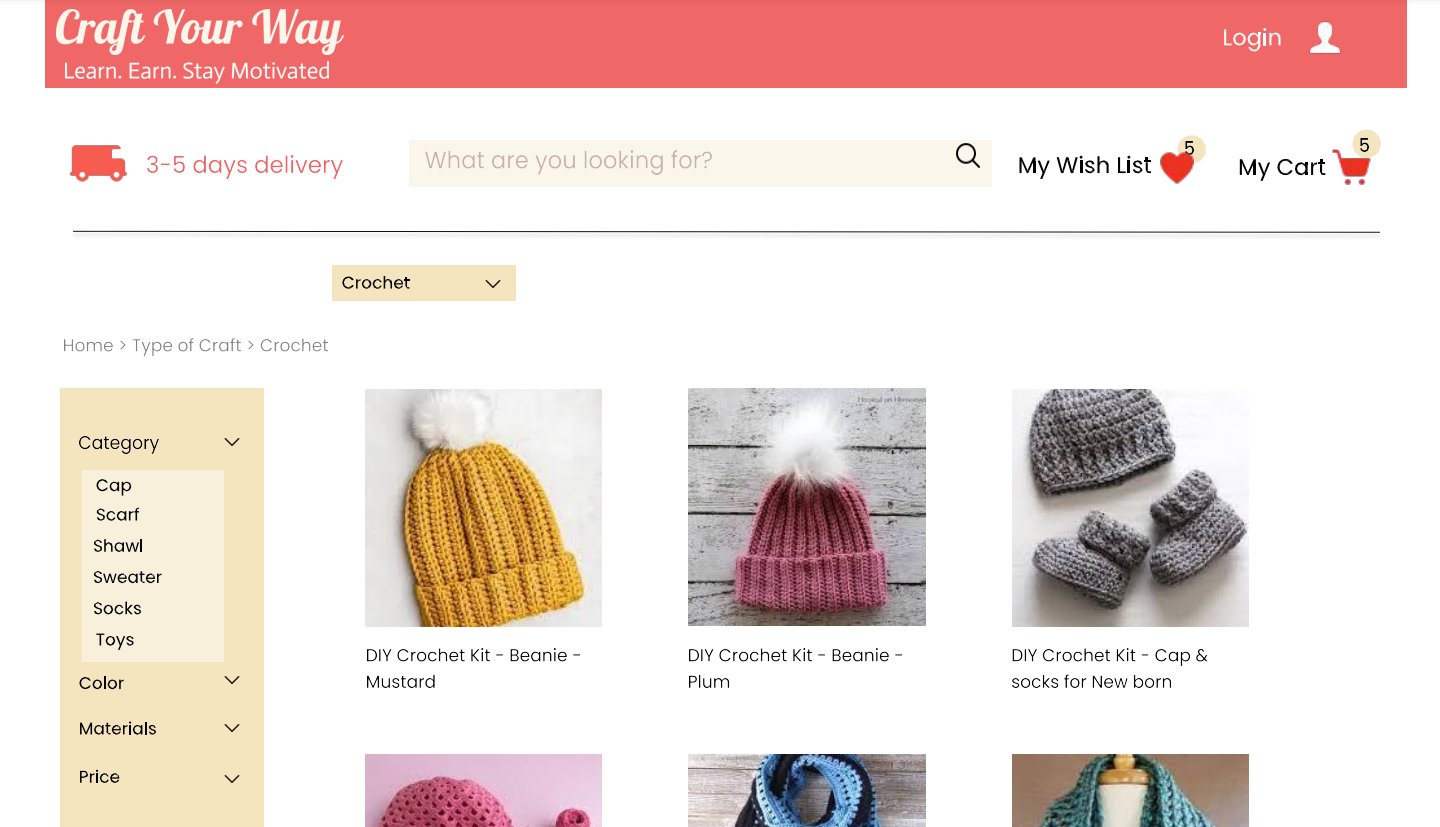 Craft Your Way
Learn. Earn. Stay Motivated
Login
3-5 days delivery
What are you looking for?
My Wish List
5
My Cart
5
Crochet
Home > Type of Craft > Crochet
Category
Cap
Scarf
Shawl
Sweater
Socks
Toys
Color
Materials
Price
DIY Crochet Kit - Beanie -
Mustard
DIY Crochet Kit - Beanie -
Plum
DIY Crochet Kit - Cap &
socks for New born